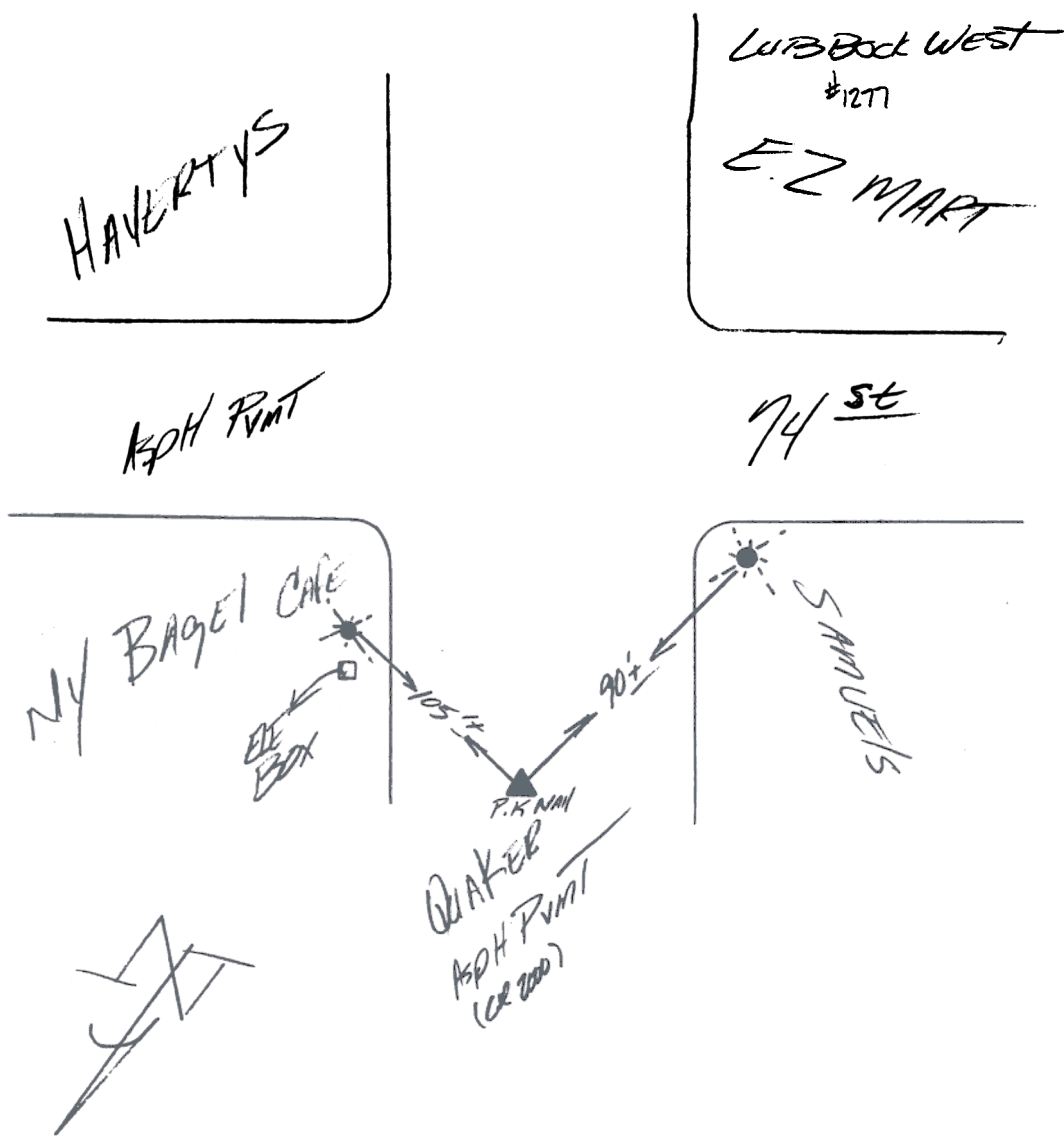 LUBBOCK WEST
#1277
E.Z MART
HAVERTYS
ASPH PVMT
74 st
NY BAGEl CAFE
SAMUElS
ELE
BOX
105'±
90'±
P.K NAIl
QUAKER
ASPH PVMT
(CR 2000)